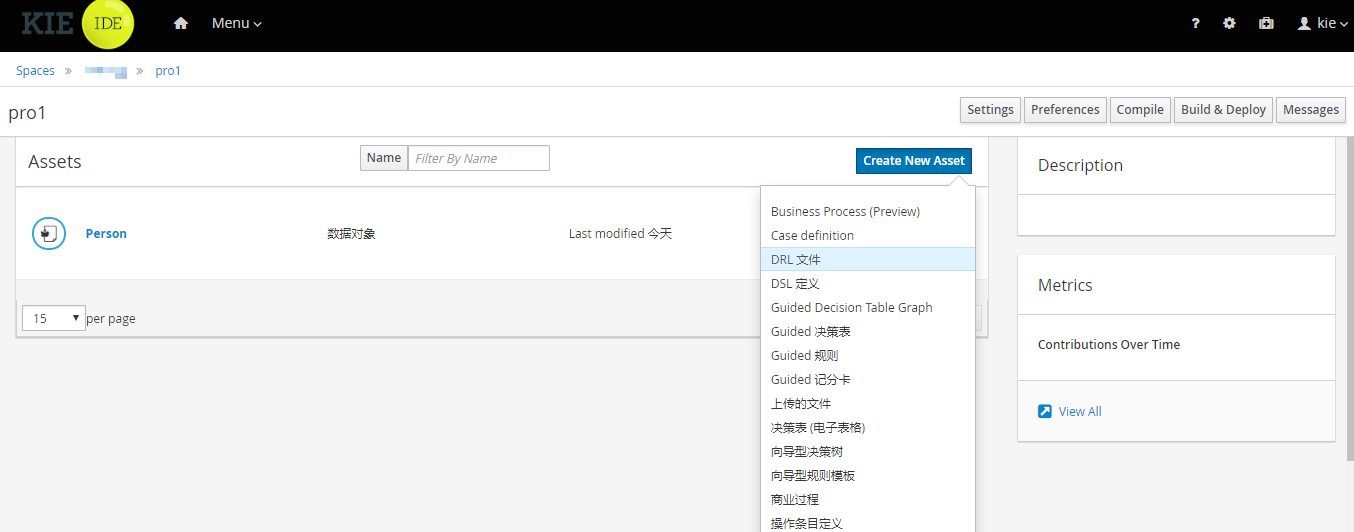 KIE IDE Menu ? kie
Spaces » » pro1
pro1 Settings Preferences Compile Build & Deploy Messages
Assets Name Filter By Name Create New Asset
Person 数据对象 Last modified 今天
15 per page
Business Process (Preview)
Case definition
DRL 文件
DSL 定义
Guided Decision Table Graph
Guided 决策表
Guided 规则
Guided 记分卡
上传的文件
决策表 (电子表格)
向导型决策树
向导型规则模板
商业过程
操作条目定义
Description
Metrics
Contributions Over Time
View All